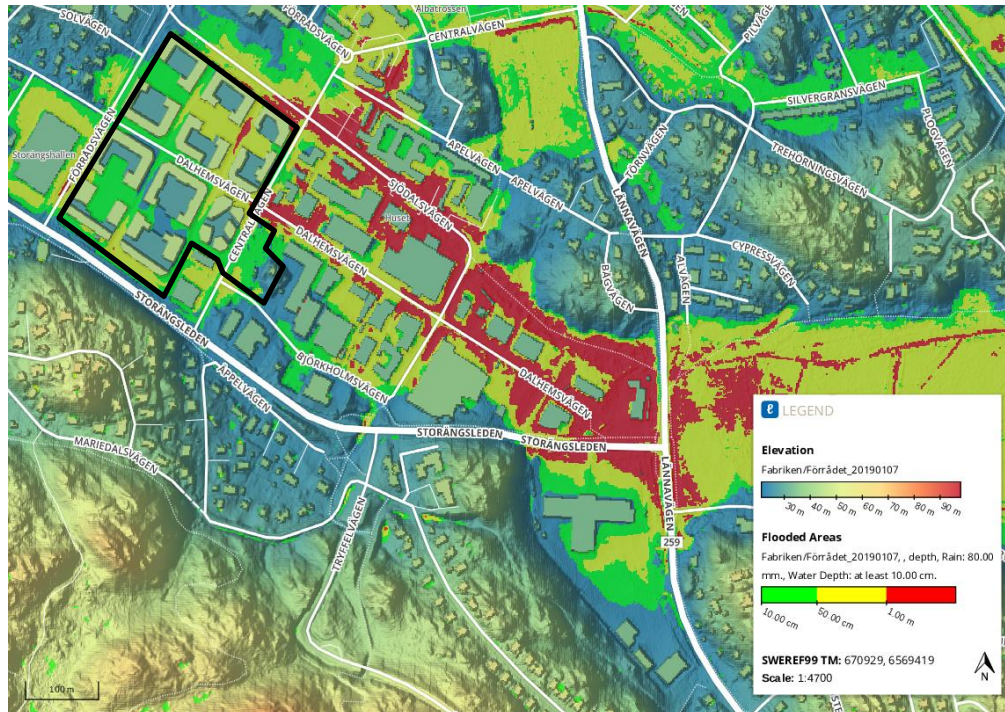 Albatrossen
SOLVÄGEN
FÖRRÅDSVÄGEN
CENTRALVÄGEN
PILVÄGEN
SILVERGRANSVÄGEN
PLOGVÄGEN
TORNVÄGEN
TREHÖRNINGSVÄGEN
Storängshallen
FÖRRÅDSVÄGEN
DALHEMSVÄGEN
APELVÄGEN
APELVÄGEN
SJÖDALSVÄGEN
Huset
LÄNNAVÄGEN
CENTRALVÄGEN
DALHEMSVÄGEN
BÅGVÄGEN
ALVÄGEN
CYPRESSVÄGEN
STORÄNGSLEDEN
BJÖRKHOLMSVÄGEN
DALHEMSVÄGEN
ÄPPELVÄGEN
MARIEDALSVÄGEN
STORÄNGSLEDEN
STORÄNGSLEDEN
LÄNNAVÄGEN
TRYFFELVÄGEN
259
LEGEND
Elevation
Fabriken/Förrådet_20190107
30 m 40 m 50 m 60 m 70 m 80 m 90 m
Flooded Areas
Fabriken/Förrådet_20190107, , depth, Rain: 80.00
mm., Water Depth: at least 10.00 cm.
10.00 cm 50.00 cm 1.00 m
SWEREF99 TM: 670929, 6569419
Scale: 1:4700
N
100 m